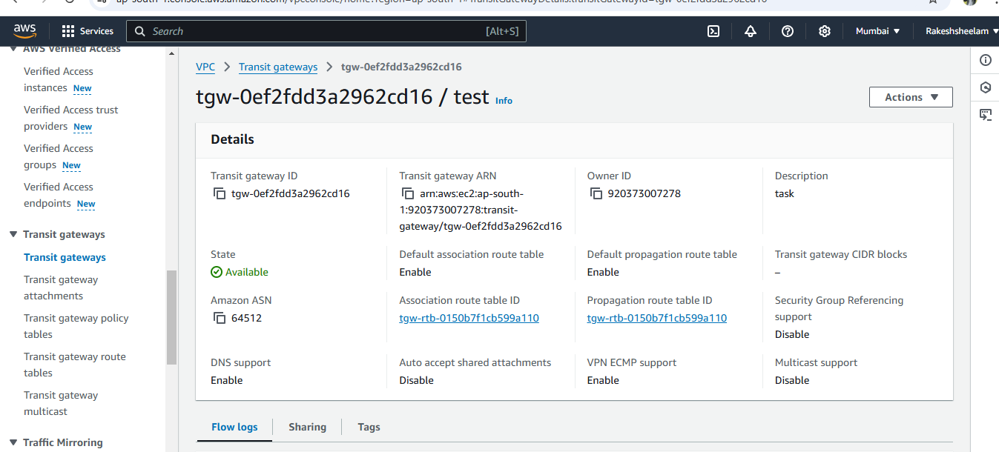 ap-south-1.console.aws.amazon.com/vpcconsole/home?region=ap-south-1#TransitGatewayDetails:transitGatewayId=tgw-0ef2fdd3a2962cd16
aws
Services
Search
[Alt+S]
Mumbai
Rakeshsheelam
AWS Verified Access
Verified Access
instances New
Verified Access trust
providers New
Verified Access
groups New
Verified Access
endpoints New
Transit gateways
Transit gateways
Transit gateway
attachments
Transit gateway policy
tables
Transit gateway route
tables
Transit gateway
multicast
Traffic Mirroring
VPC > Transit gateways > tgw-0ef2fdd3a2962cd16
tgw-0ef2fdd3a2962cd16 / test Info
Actions
Details
Transit gateway ID
tgw-0ef2fdd3a2962cd16
Transit gateway ARN
arn:aws:ec2:ap-south-
1:920373007278:transit-
gateway/tgw-0ef2fdd3a2962cd16
Owner ID
920373007278
Description
task
State
Available
Default association route table
Enable
Default propagation route table
Enable
Transit gateway CIDR blocks
–
Amazon ASN
64512
Association route table ID
tgw-rtb-0150b7f1cb599a110
Propagation route table ID
tgw-rtb-0150b7f1cb599a110
Security Group Referencing
support
Disable
DNS support
Enable
Auto accept shared attachments
Disable
VPN ECMP support
Enable
Multicast support
Disable
Flow logs
Sharing
Tags